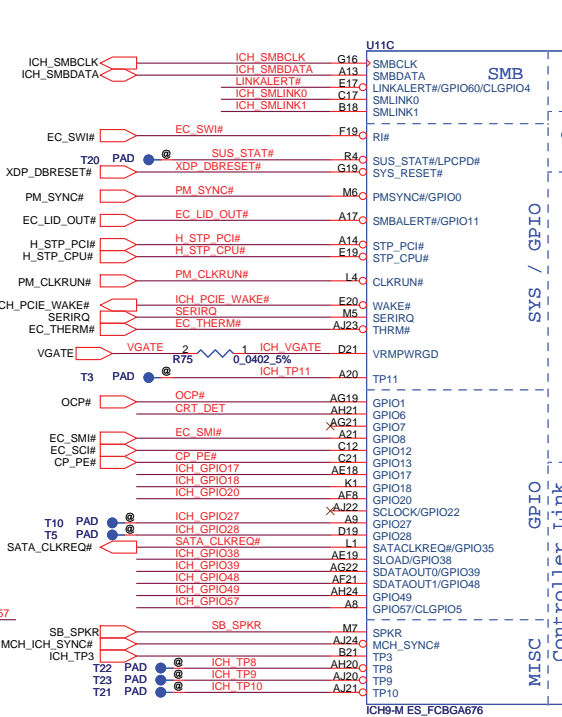 U11C
ICH_SMBCLK ICH_SMBCLK G16 SMBCLK
ICH_SMBDATA ICH_SMBDATA A13 SMBDATA SMB
LINKALERT# E17 LINKALERT#/GPIO60/CLGPIO4
ICH_SMLINK0 C17 SMLINK0
ICH_SMLINK1 B18 SMLINK1
EC_SWI# EC_SWI# F19 RI#
T20 PAD @ SUS_STAT# R4 SUS_STAT#/LPCPD#
XDP_DBRESET# XDP_DBRESET# G19 SYS_RESET#
PM_SYNC# PM_SYNC# M6 PMSYNC#/GPIO0
EC_LID_OUT# EC_LID_OUT# A17 SMBALERT#/GPIO11
H_STP_PCI# H_STP_PCI# A14 STP_PCI#
H_STP_CPU# H_STP_CPU# E19 STP_CPU#
SYS / GPIO
PM_CLKRUN# PM_CLKRUN# L4 CLKRUN#
CH_PCIE_WAKE# ICH_PCIE_WAKE# E20 WAKE#
SERIRQ SERIRQ M5 SERIRQ
EC_THERM# EC_THERM# AJ23 THRM#
VGATE VGATE 2 1 ICH_VGATE D21 VRMPWRGD
R75 0_0402_5%
T3 PAD @ ICH_TP11 A20 TP11
OCP# OCP# AG19 GPIO1
CRT_DET AH21 GPIO6
AG21 GPIO7
EC_SMI# EC_SMI# A21 GPIO8
EC_SCI# C12 GPIO12
CP_PE# CP_PE# C21 GPIO13
ICH_GPIO17 AE18 GPIO17
ICH_GPIO18 K1 GPIO18
ICH_GPIO20 AF8 GPIO20
AJ22 SCLOCK/GPIO22
T10 PAD @ ICH_GPIO27 A9 GPIO27
T5 PAD @ ICH_GPIO28 D19 GPIO28
GPIO
Controller Link
SATA_CLKREQ# SATA_CLKREQ# L1 SATACLKREQ#/GPIO35
ICH_GPIO38 AE19 SLOAD/GPIO38
ICH_GPIO39 AG22 SDATAOUT0/GPIO39
ICH_GPIO48 AF21 SDATAOUT1/GPIO48
ICH_GPIO49 AH24 GPIO49
57 ICH_GPIO57 A8 GPIO57/CLGPIO5
SB_SPKR SB_SPKR M7 SPKR
MCH_ICH_SYNC# AJ24 MCH_SYNC#
ICH_TP3 B21 TP3
T22 PAD @ ICH_TP8 AH20 TP8
T23 PAD @ ICH_TP9 AJ20 TP9
T21 PAD @ ICH_TP10 AJ21 TP10
MISC
ICH9-M ES_FCBGA676